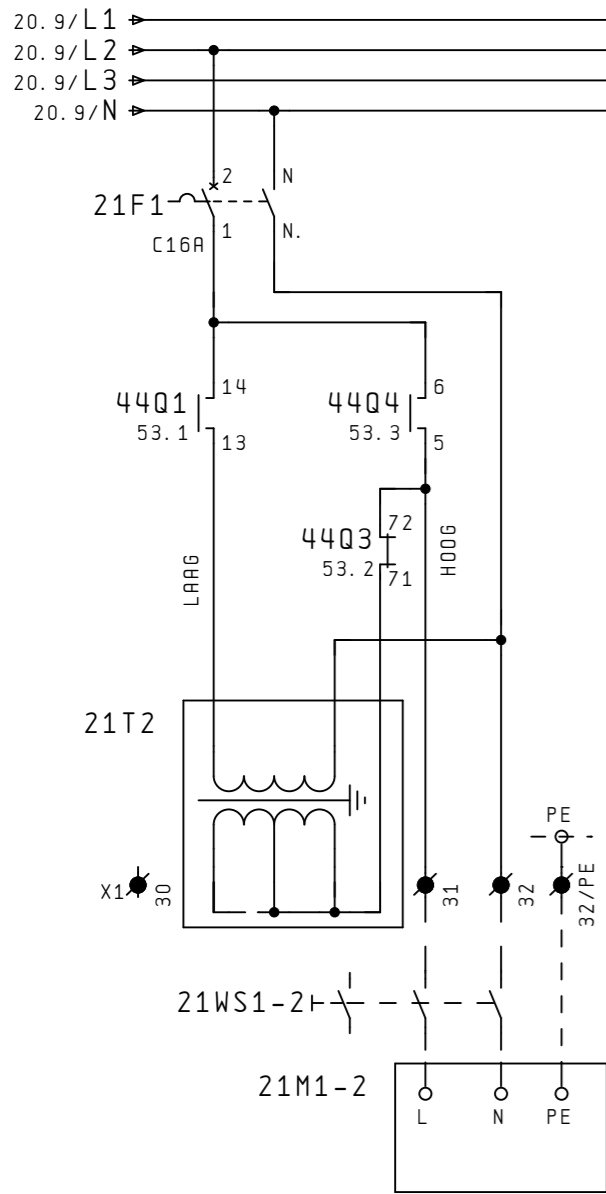 20.9/L1
20.9/L2
20.9/L3
20.9/N
2 N
21F1
1 N.
C16A
14 6
44Q1 44Q4
53.1 13 53.3 5
72
44Q3
53.2 71
LAAG
HOOG
21T2
PE
X1 30 31 32 32/PE
21WS1-2
21M1-2
L N PE